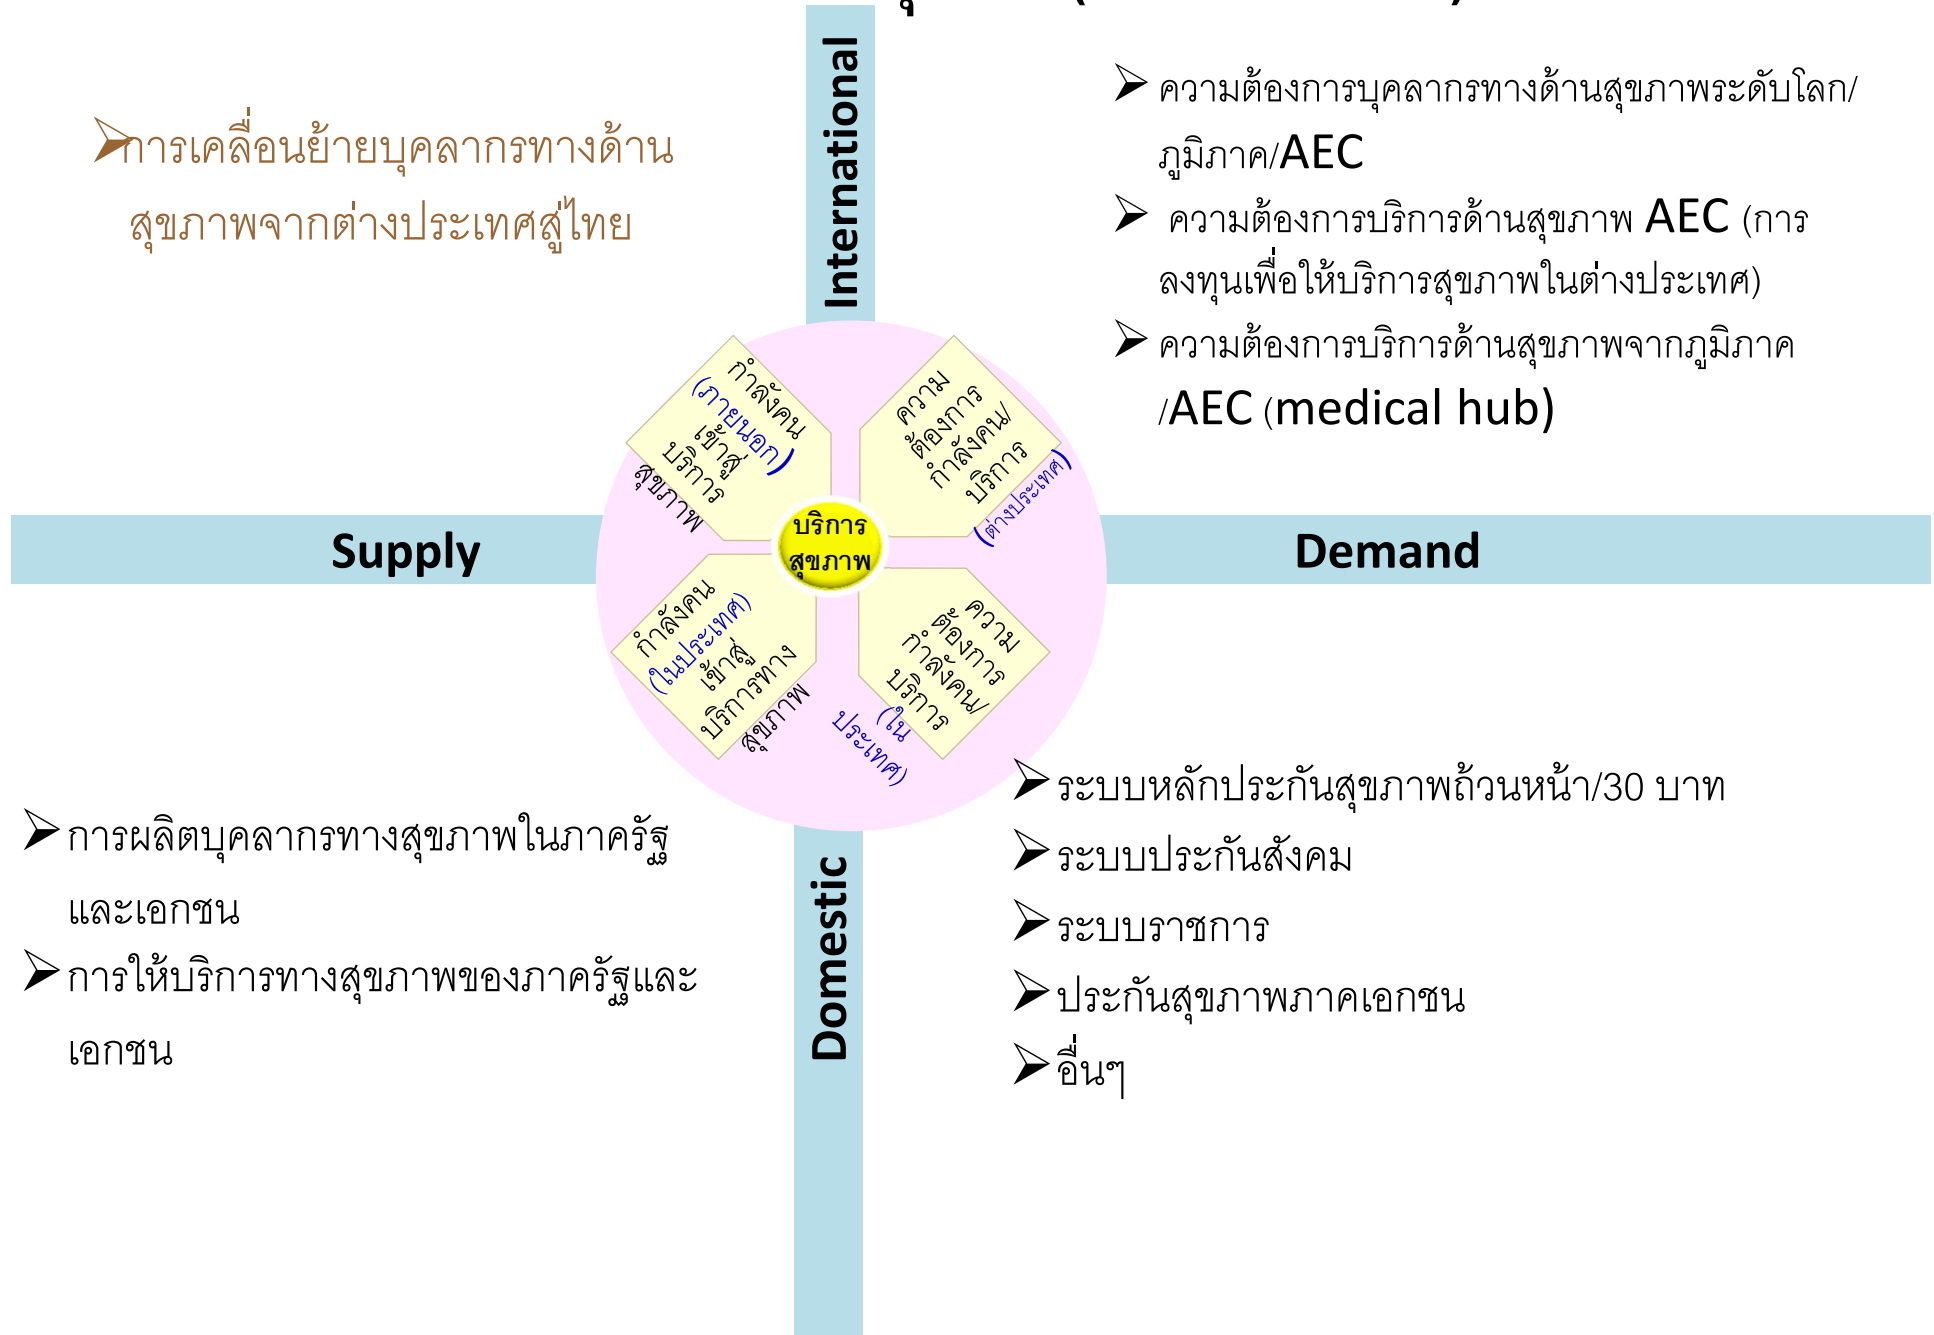 International
การเคลื่อนย้ายบุคลากรทางด้าน
สุขภาพจากต่างประเทศสู่ไทย
ความต้องการบุคลากรทางด้านสุขภาพระดับโลก/
ภูมิภาค/AEC
ความต้องการบริการด้านสุขภาพ AEC (การ
ลงทุนเพื่อให้บริการสุขภาพในต่างประเทศ)
ความต้องการบริการด้านสุขภาพจากภูมิภาค
/AEC (medical hub)
กำลังคน
(ภายนอก)
เข้าสู่
บริการ
สุขภาพ
ความ
ต้องการ
กำลังคน/
บริการ
(ต่างประเทศ)
Supply
บริการ
สุขภาพ
Demand
กำลังคน
(ในประเทศ)
เข้าสู่
บริการทาง
สุขภาพ
ความ
ต้องการ
กำลังคน/
บริการ
(ใน
ประเทศ)
การผลิตบุคลากรทางสุขภาพในภาครัฐ
และเอกชน
การให้บริการทางสุขภาพของภาครัฐและ
เอกชน
Domestic
ระบบหลักประกันสุขภาพถ้วนหน้า/30 บาท
ระบบประกันสังคม
ระบบราชการ
ประกันสุขภาพภาคเอกชน
อื่นๆ